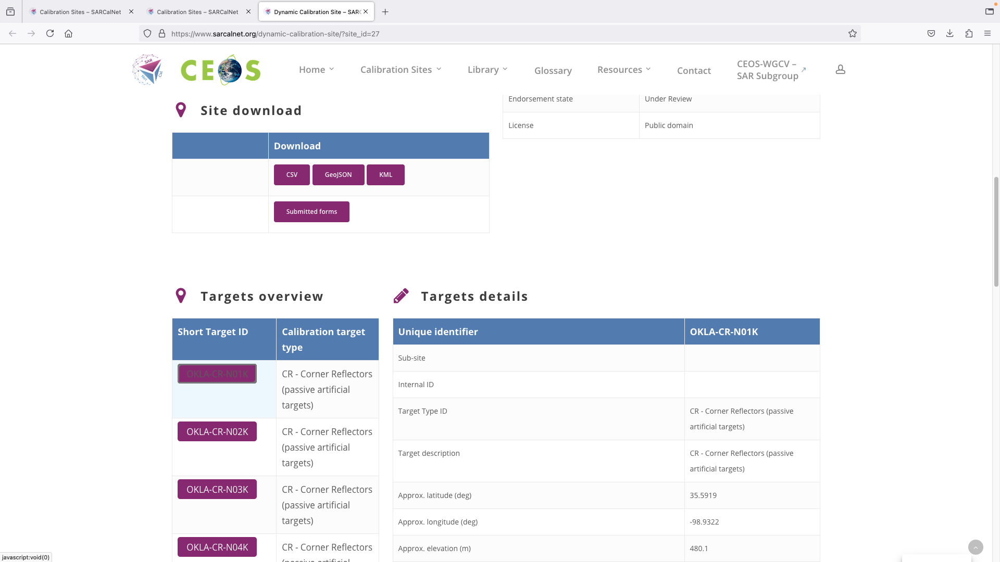 Calibration Sites – SARCalNet
Calibration Sites – SARCalNet
Dynamic Calibration Site – SARC
https://www.sarcalnet.org/dynamic-calibration-site/?site_id=27
SAR
Cal
Net
CEOS
Home
Calibration Sites
Library
Glossary
Resources
Contact
CEOS-WGCV –
SAR Subgroup
Endorsement state
Under Review
License
Public domain
Site download
Download
CSV
GeoJSON
KML
Submitted forms
Targets overview
Short Target ID
Calibration target
type
OKLA-CR-N01K
CR - Corner Reflectors
(passive artificial
targets)
OKLA-CR-N02K
CR - Corner Reflectors
(passive artificial
targets)
OKLA-CR-N03K
CR - Corner Reflectors
(passive artificial
targets)
OKLA-CR-N04K
CR - Corner Reflectors
(passive artificial
Targets details
Unique identifier
OKLA-CR-N01K
Sub-site
Internal ID
Target Type ID
CR - Corner Reflectors (passive
artificial targets)
Target description
CR - Corner Reflectors (passive
artificial targets)
Approx. latitude (deg)
35.5919
Approx. longitude (deg)
-98.9322
Approx. elevation (m)
480.1
javascript:void(0)